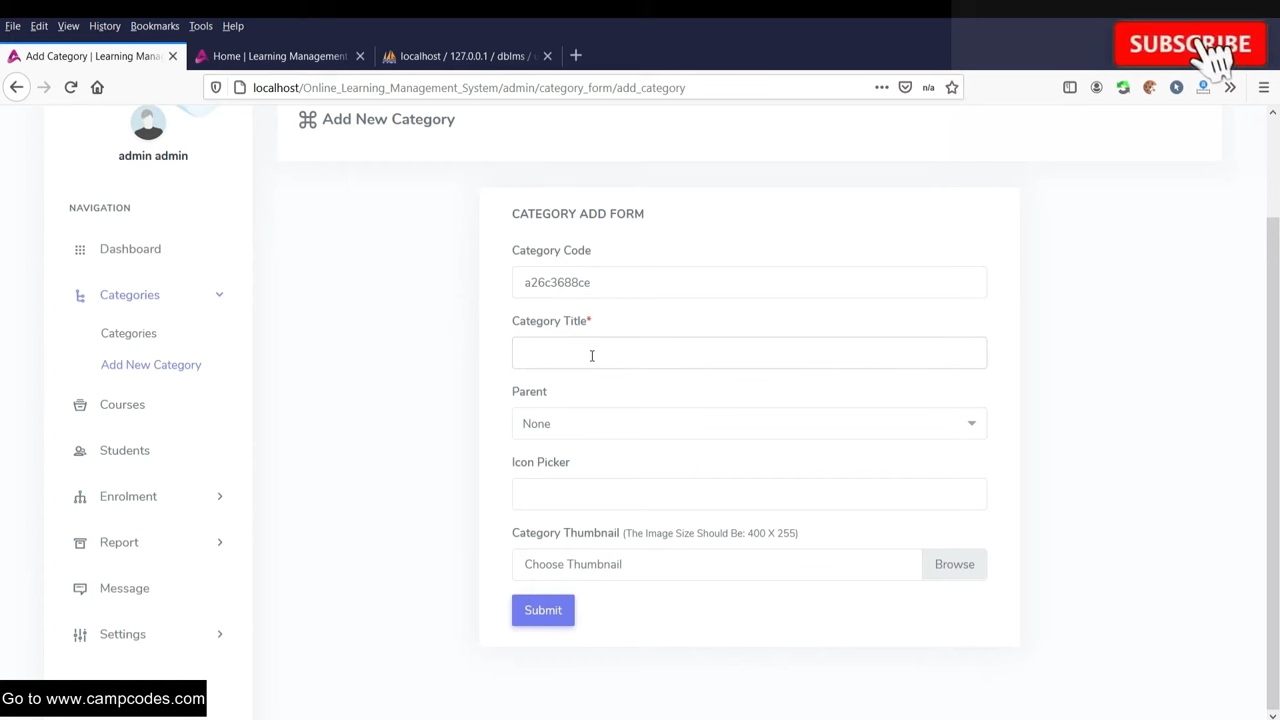 File Edit View History Bookmarks Tools Help
SUBSCRIBE
Add Category | Learning Mana
Home | Learning Management
localhost / 127.0.0.1 / dblms /
localhost/Online_Learning_Management_System/admin/category_form/add_category
n/a
admin admin
NAVIGATION
Dashboard
Categories
Categories
Add New Category
Courses
Students
Enrolment
Report
Message
Settings
Add New Category
CATEGORY ADD FORM
Category Code
a26c3688ce
Category Title*
Parent
None
Icon Picker
Category Thumbnail (The Image Size Should Be: 400 X 255)
Choose Thumbnail Browse
Submit
Go to www.campcodes.com